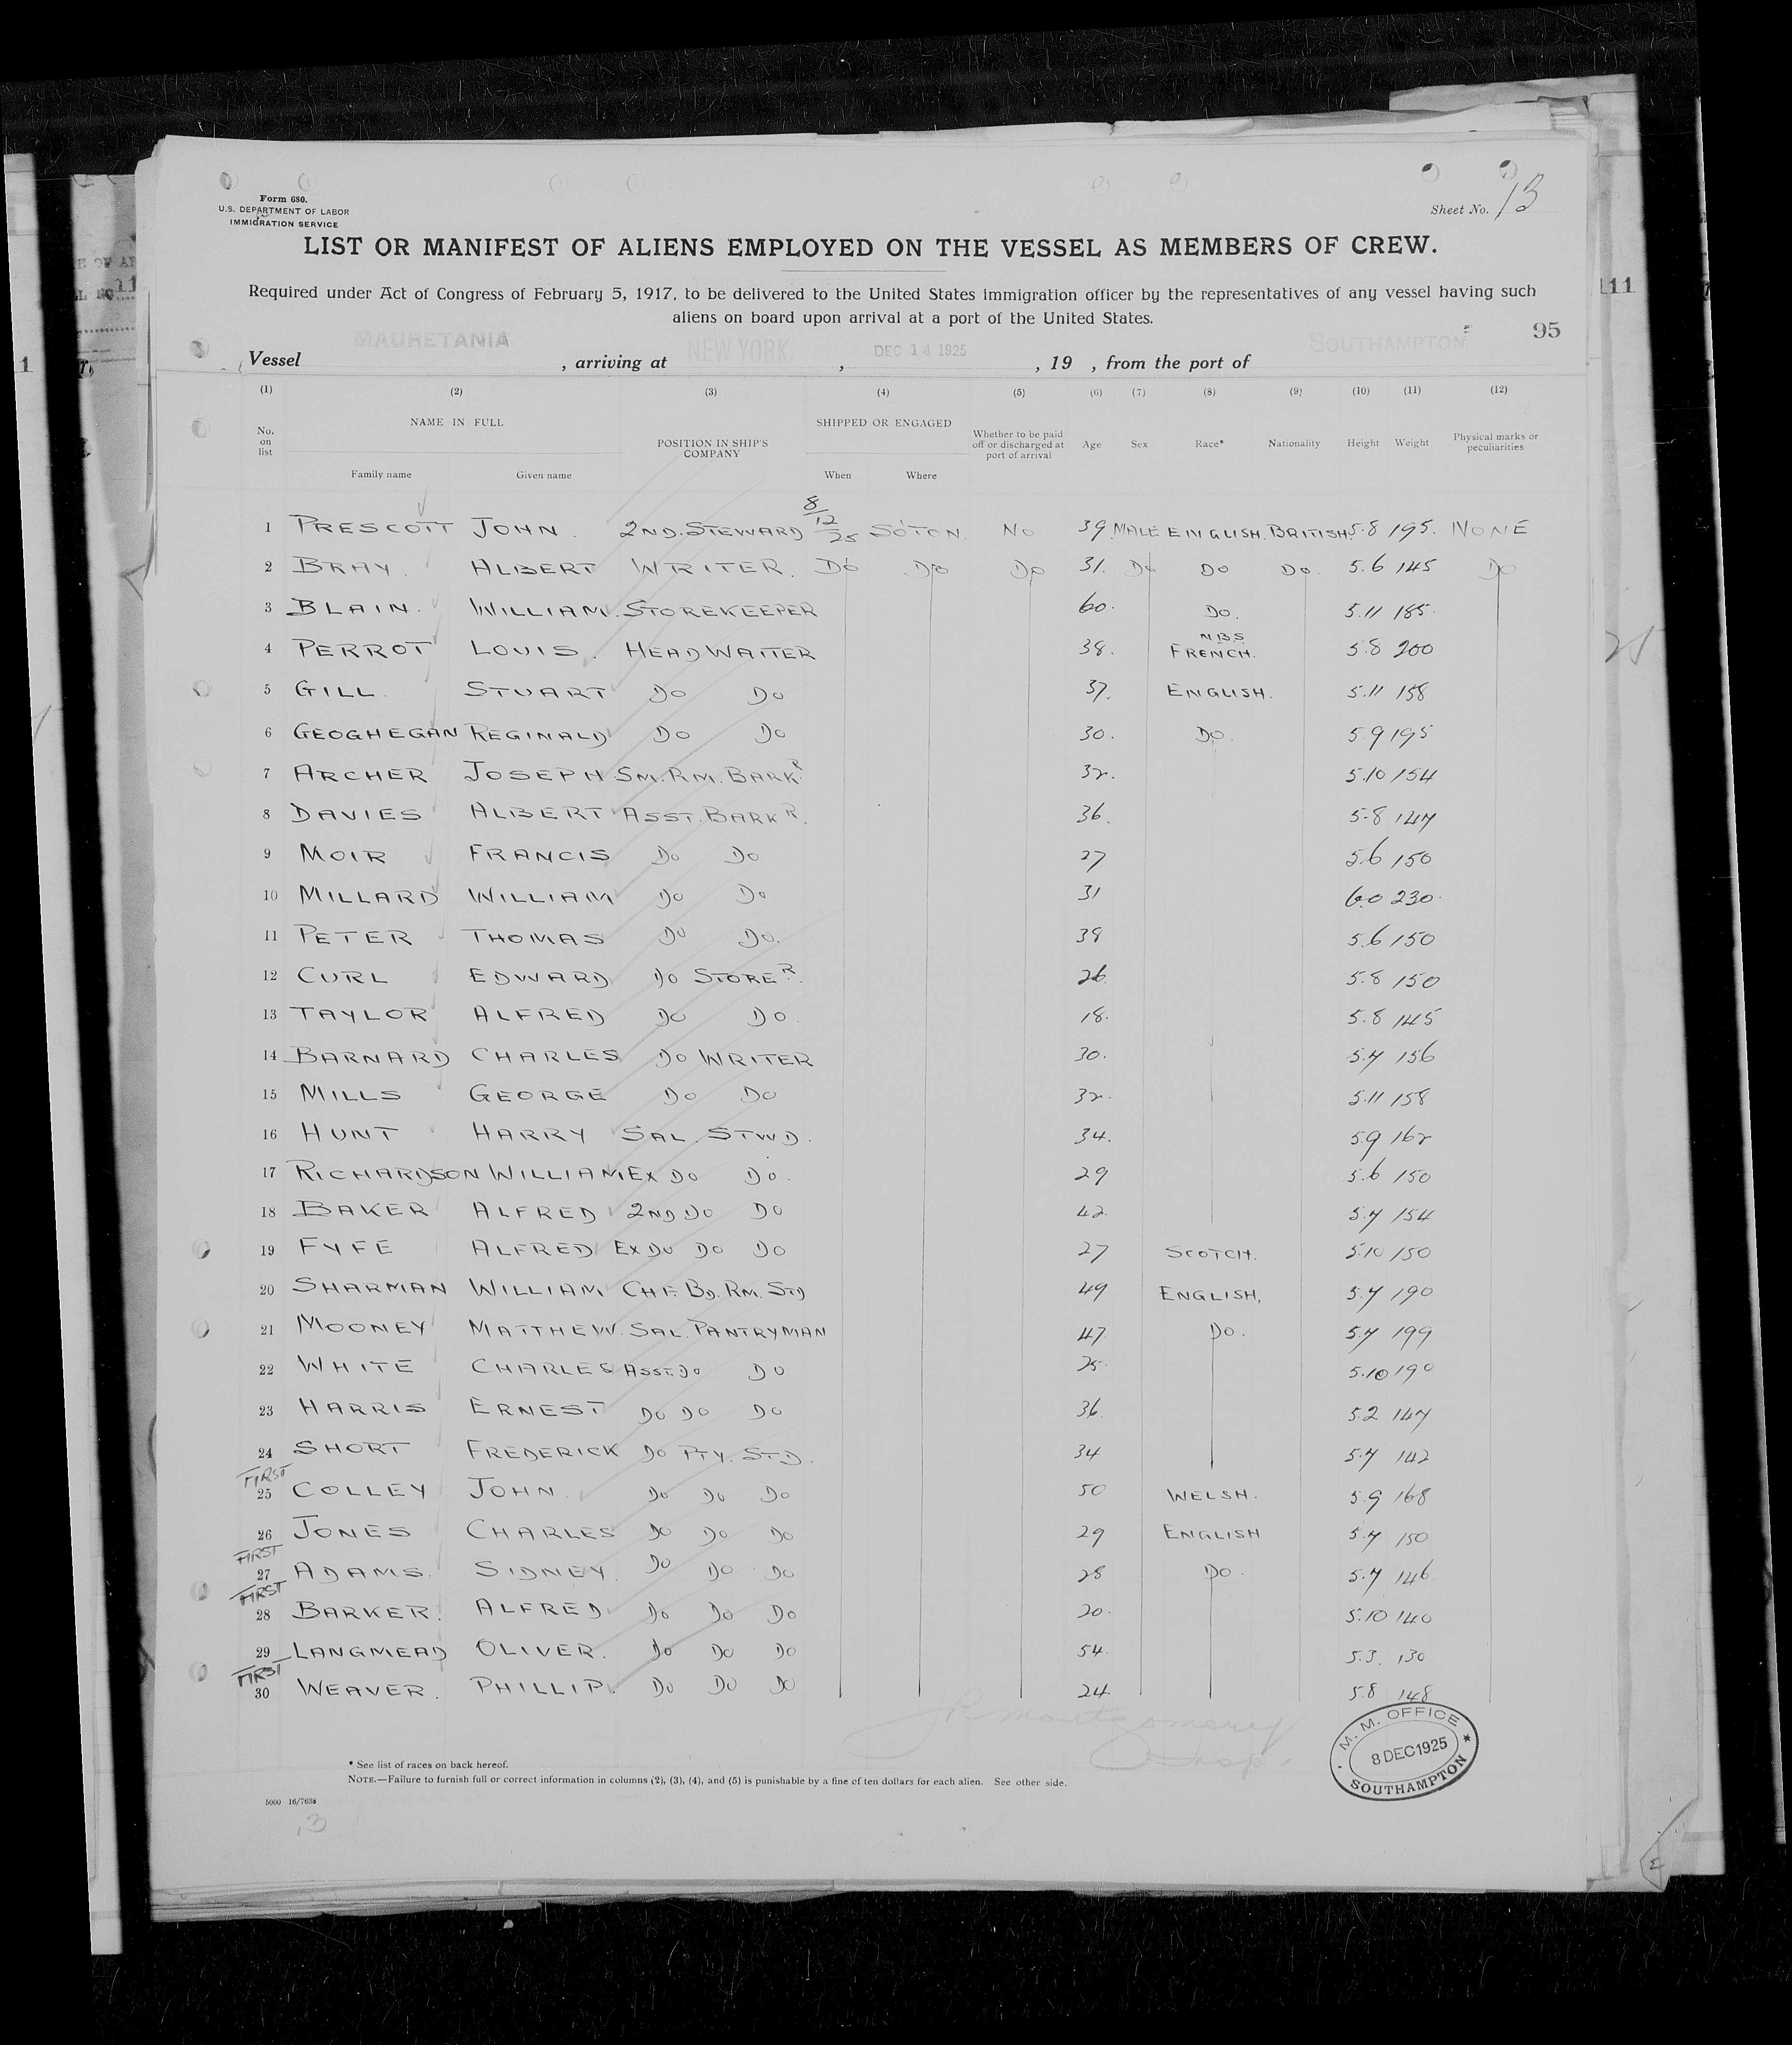 Form 680.
U.S. DEPARTMENT OF LABOR
IMMIGRATION SERVICE
Sheet No. 13
LIST OR MANIFEST OF ALIENS EMPLOYED ON THE VESSEL AS MEMBERS OF CREW.
Required under Act of Congress of February 5, 1917, to be delivered to the United States immigration officer by the representatives of any vessel having such
aliens on board upon arrival at a port of the United States.
95
Vessel MAURETANIA, arriving at NEW YORK, DEC 14 1925, 19 , from the port of SOUTHAMPTON
(1) (2) (3) (4) (5) (6) (7) (8) (9) (10) (11) (12)
No. on list NAME IN FULL Family name Given name POSITION IN SHIP'S COMPANY SHIPPED OR ENGAGED When Where Whether to be paid off or discharged at port of arrival Age Sex Race* Nationality Height Weight Physical marks or peculiarities
1 PRESCOTT JOHN 2ND. STEWARD 8/12/25 SOTON. NO 39 MALE ENGLISH. BRITISH. 5.8 195. NONE
2 BRAY. ALBERT WRITER. DO DO DO 31. DO DO DO. 5.6 145 DO
3 BLAIN. WILLIAM. STOREKEEPER 60. DO. 5.11 185.
4 PERROT LOUIS. HEAD WAITER 38. N.B.S FRENCH. 5.8 200
5 GILL. STUART DO DO 37. ENGLISH. 5.11 158
6 GEOGHEGAN REGINALD DO DO 30. DO. 5.9 195
7 ARCHER JOSEPH SM. RM. BARKR. 32. 5.10 154
8 DAVIES ALBERT ASST. BARKR. 36. 5.8 147
9 MOIR FRANCIS DO DO 27 5.6 150
10 MILLARD WILLIAM DO DO 31 6.0 230.
11 PETER THOMAS DO DO. 38 5.6 150
12 CURL EDWARD DO STORER. 26. 5.8 150
13 TAYLOR ALFRED DO DO. 18. 5.8 145
14 BARNARD CHARLES DO WRITER 30. 5.7 156
15 MILLS GEORGE DO DO 32. 5.11 158
16 HUNT HARRY SAL. STWD. 34. 5.9 162
17 RICHARDSON WILLIAM EX DO DO. 29 5.6 150
18 BAKER ALFRED 2ND DO DO 42. 5.7 154
19 FYFE ALFRED EX DO DO DO 27 SCOTCH. 5.10 150
20 SHARMAN WILLIAM CHF. BD. RM. STD 49 ENGLISH. 5.7 190
21 MOONEY MATTHEW. SAL. PANTRYMAN 47. DO. 5.7 199
22 WHITE CHARLES ASST. DO DO 25. 5.10 190
23 HARRIS ERNEST DO DO DO 36. 5.2 147
24 SHORT FREDERICK DO PTY. STD. 34 5.7 142
FIRST
25 COLLEY JOHN. DO DO DO 50 WELSH. 5.9 168
26 JONES CHARLES DO DO DO 29 ENGLISH 5.7 150
FIRST
27 ADAMS. SIDNEY. DO DO DO 28 DO. 5.7 146.
FIRST
28 BARKER. ALFRED DO DO DO 20. 5.10 140
29 LANGMEAD OLIVER. DO DO DO 54. 5.3. 130
FIRST
30 WEAVER. PHILLIP. DO DO DO 24. 5.8 148
JR Montgomery
M. M. OFFICE
8 DEC 1925
SOUTHAMPTON
* See list of races on back hereof.
NOTE.—Failure to furnish full or correct information in columns (2), (3), (4), and (5) is punishable by a fine of ten dollars for each alien. See other side.
5000 16/7638
13
111